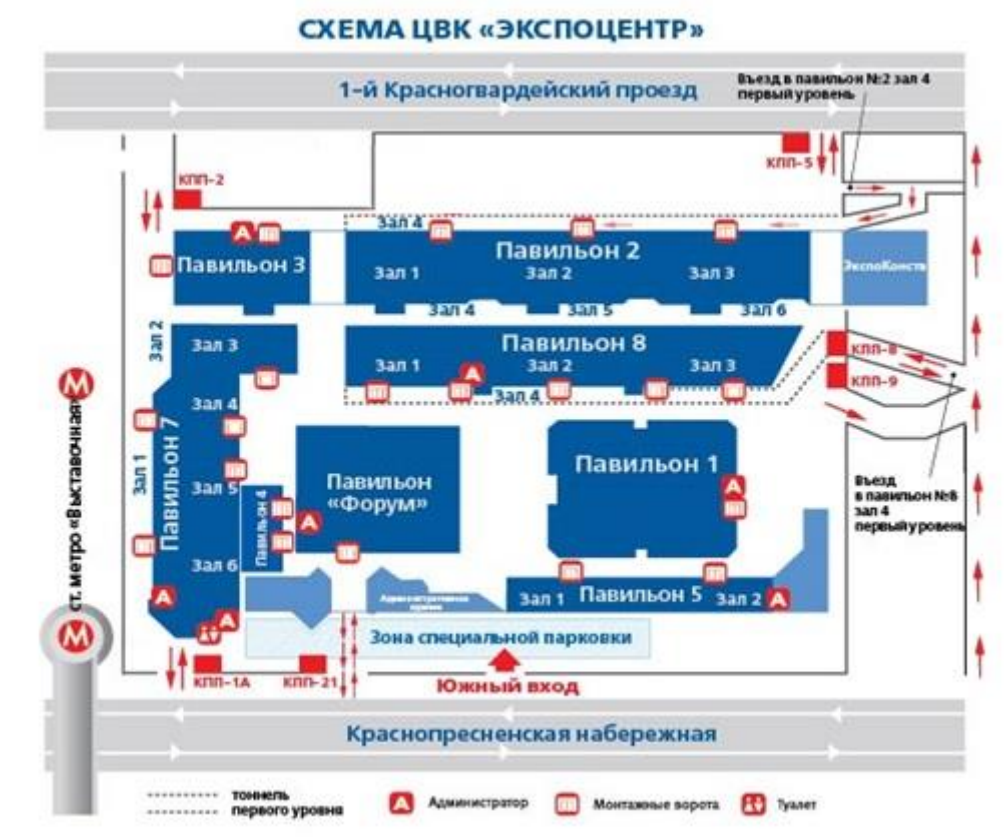 СХЕМА ЦВК «ЭКСПОЦЕНТР»
1-й Красногвардейский проезд
Въезд в павильон №2 зал 4
первый уровень
КПП-5
КПП-2
Зал 4
А
Павильон 3
Павильон 2
Зал 1
Зал 2
Зал 3
ЭкспоКонста
Зал 4
Зал 5
Зал 6
Зал 2
Зал 3
Павильон 8
Зал 1
Зал 2
Зал 3
А
Зал 4
КПП-8
КПП-9
М
ст. метро «Выставочная»
М
Зал 4
Зал 1
Павильон 7
Зал 5
Зал 6
Павильон 4
Павильон
«Форум»
А
Павильон 1
А
Въезд
в павильон №8
зал 4
первый уровень
А
А
Административное
Зал 1
Павильон 5
Зал 2
А
Зона специальной парковки
КПП-1А
КПП-21
Южный вход
Краснопресненская набережная
тоннель
первого уровня
А
Администратор
Монтажные ворота
Туалет